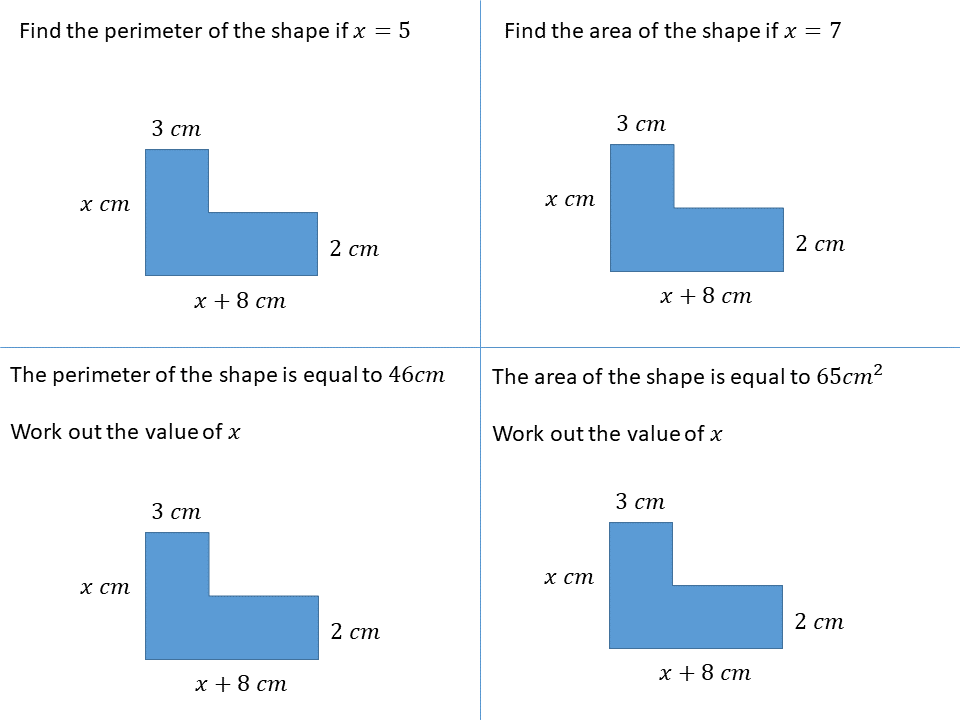 Find the perimeter of the shape if x = 5
3 cm
x cm
2 cm
x + 8 cm
Find the area of the shape if x = 7
3 cm
x cm
2 cm
x + 8 cm
The perimeter of the shape is equal to 46cm
Work out the value of x
3 cm
x cm
2 cm
x + 8 cm
The area of the shape is equal to 65cm²
Work out the value of x
3 cm
x cm
2 cm
x + 8 cm